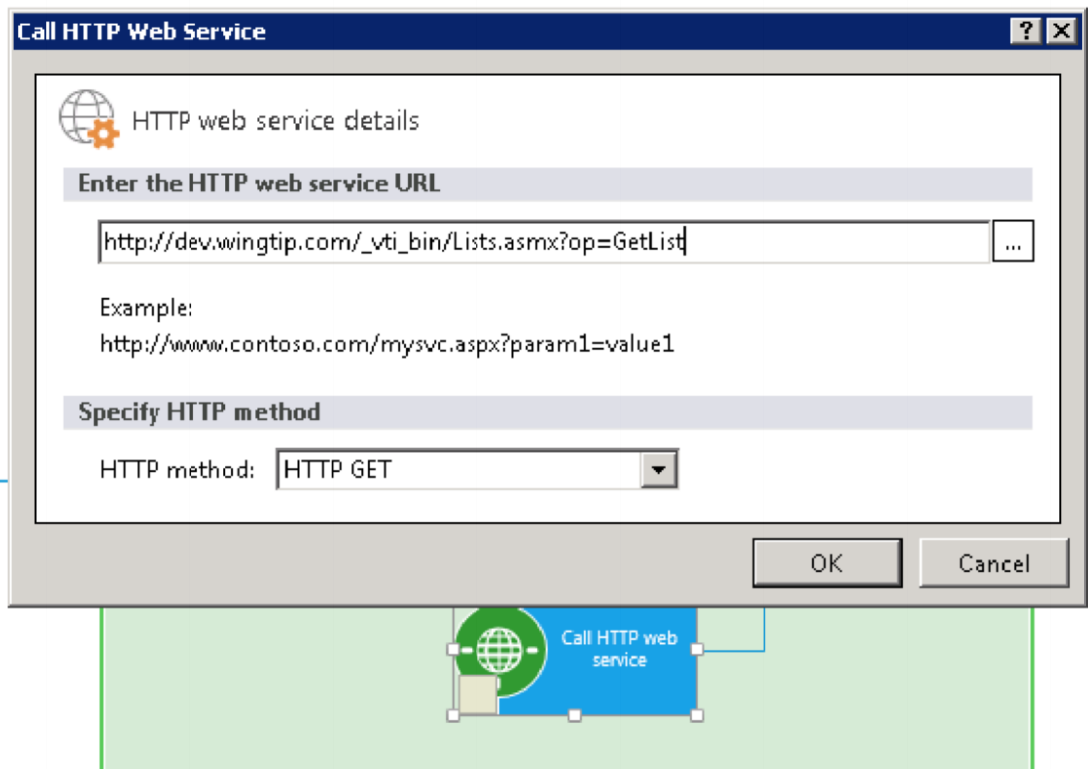 Call HTTP Web Service
HTTP web service details
Enter the HTTP web service URL
http://dev.wingtip.com/_vti_bin/Lists.asmx?op=GetList
...
Example:
http://www.contoso.com/mysvc.aspx?param1=value1
Specify HTTP method
HTTP method: HTTP GET
OK Cancel
Call HTTP web
service